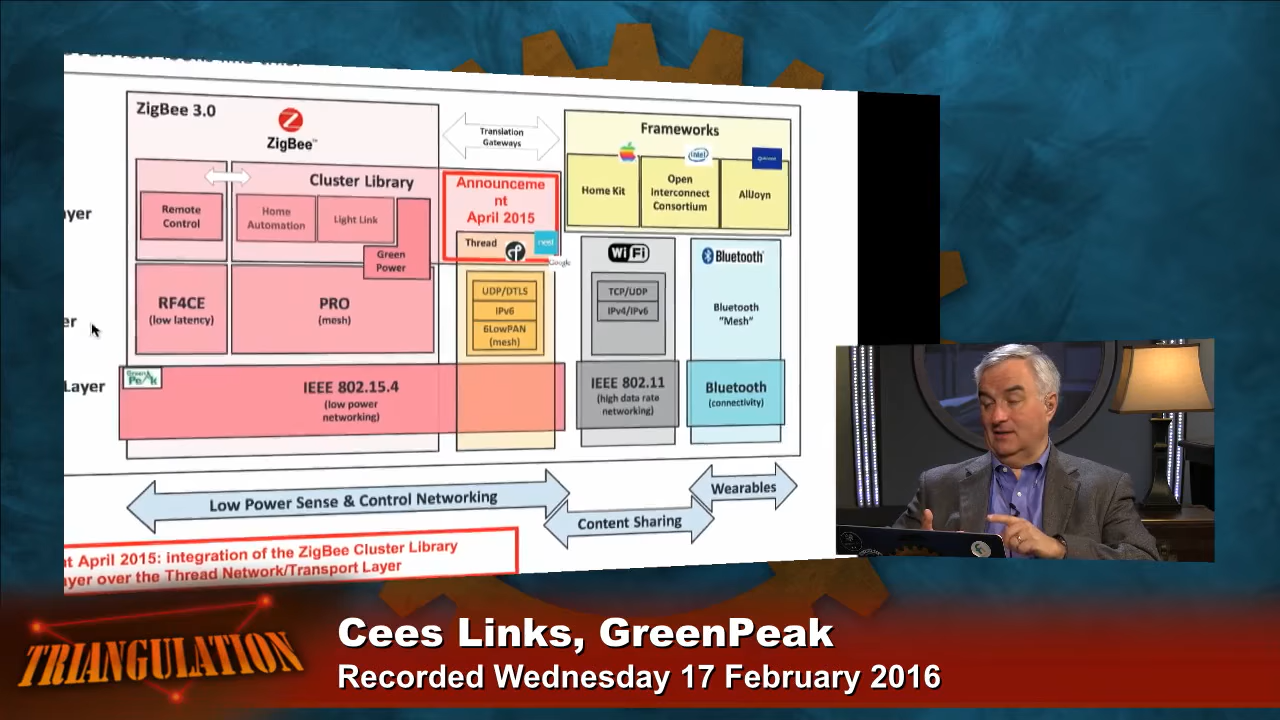 ZigBee 3.0
ZigBee™
Translation
Gateways
Frameworks
intel
Cluster Library
Announceme
nt
April 2015
Home Kit
Open
Interconnect
Consortium
AllJoyn
yer
Remote
Control
Home
Automation
Light Link
Green
Power
Thread
nest
Google
WiFi
Bluetooth
er
RF4CE
(low latency)
PRO
(mesh)
UDP/DTLS
IPv6
6LowPAN
(mesh)
TCP/UDP
IPv4/IPv6
Bluetooth
"Mesh"
Layer
GreenPeak
IEEE 802.15.4
(low power
networking)
IEEE 802.11
(high data rate
networking)
Bluetooth
(connectivity)
Low Power Sense & Control Networking
Content Sharing
Wearables
nt April 2015: integration of the ZigBee Cluster Library
ayer over the Thread Network/Transport Layer
TRIANGULATION
Cees Links, GreenPeak
Recorded Wednesday 17 February 2016